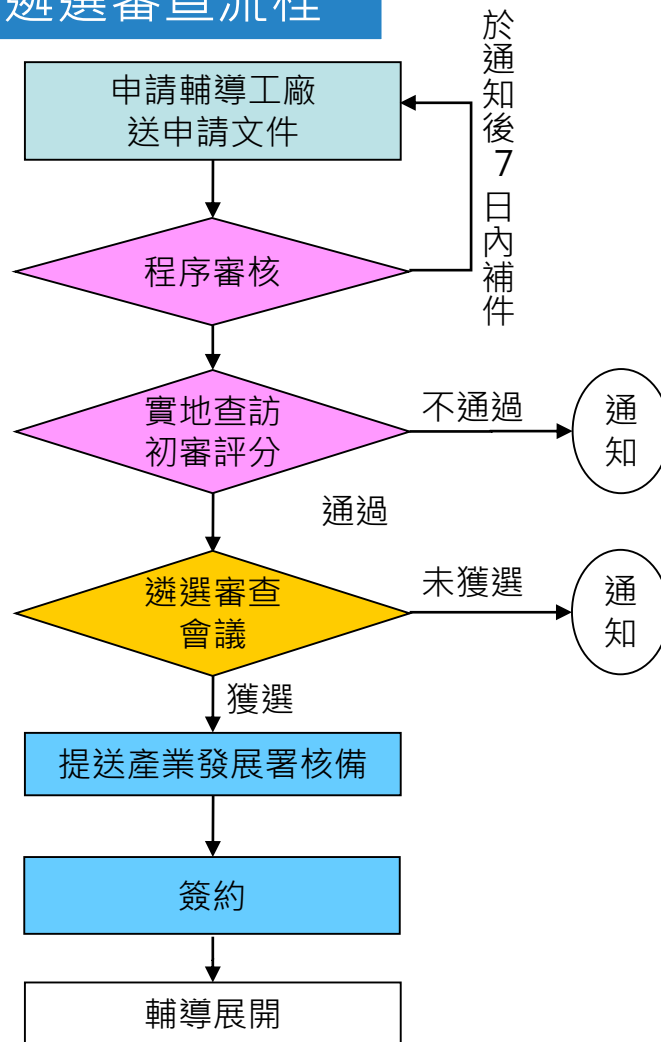 遴選審查流程
申請輔導工廠
送申請文件
於通知後7日內補件
程序審核
實地查訪
初審評分
不通過
通知
通過
遴選審查
會議
未獲選
通知
獲選
提送產業發展署核備
簽約
輔導展開